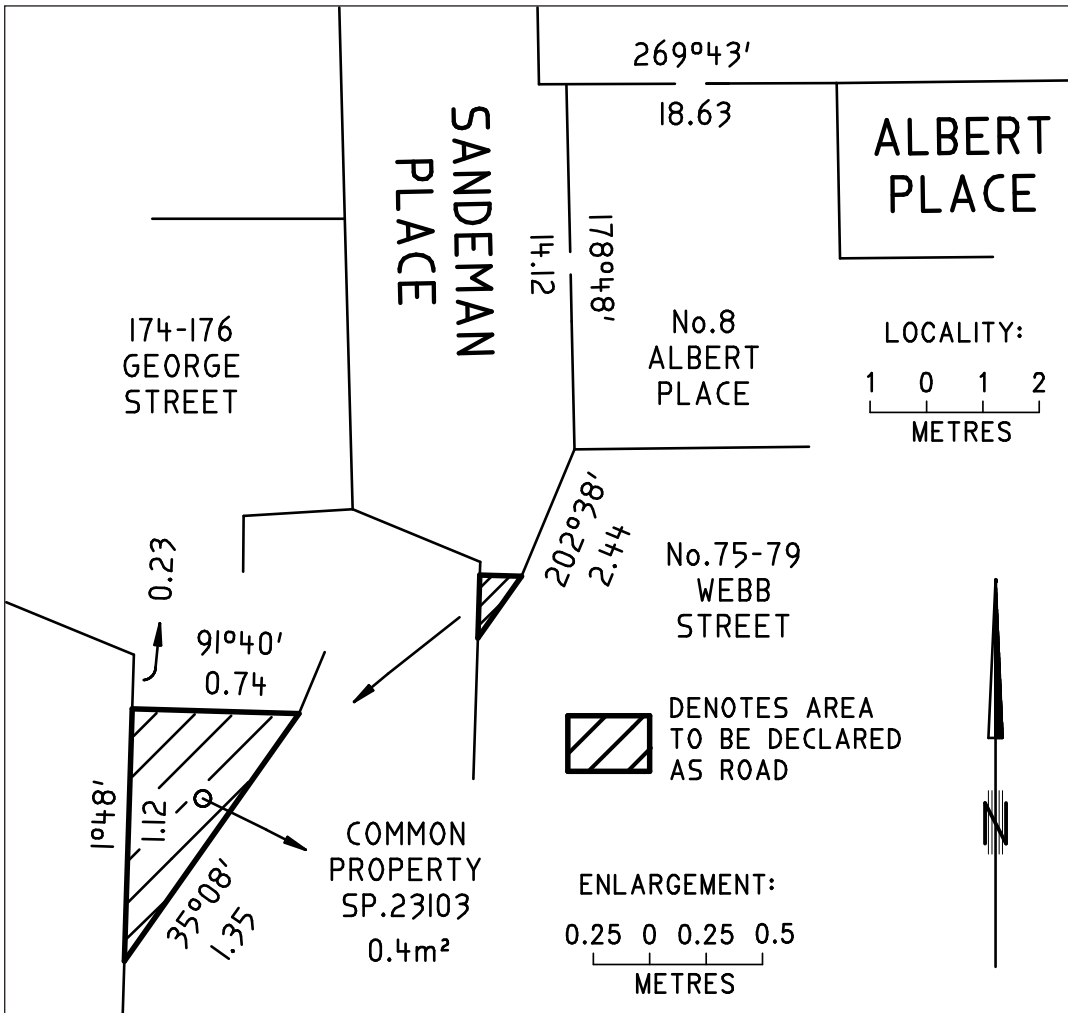 269°43'
18.63
SANDEMAN
PLACE
ALBERT
PLACE
14.12
178°48'
174-176
GEORGE
STREET
No.8
ALBERT
PLACE
LOCALITY:
1 0 1 2
METRES
202°38'
2.44
No.75-79
WEBB
STREET
0.23
91°40'
0.74
DENOTES AREA
TO BE DECLARED
AS ROAD
1°48'
1.12
35°08'
1.35
COMMON
PROPERTY
SP.23103
0.4m²
ENLARGEMENT:
0.25 0 0.25 0.5
METRES
N